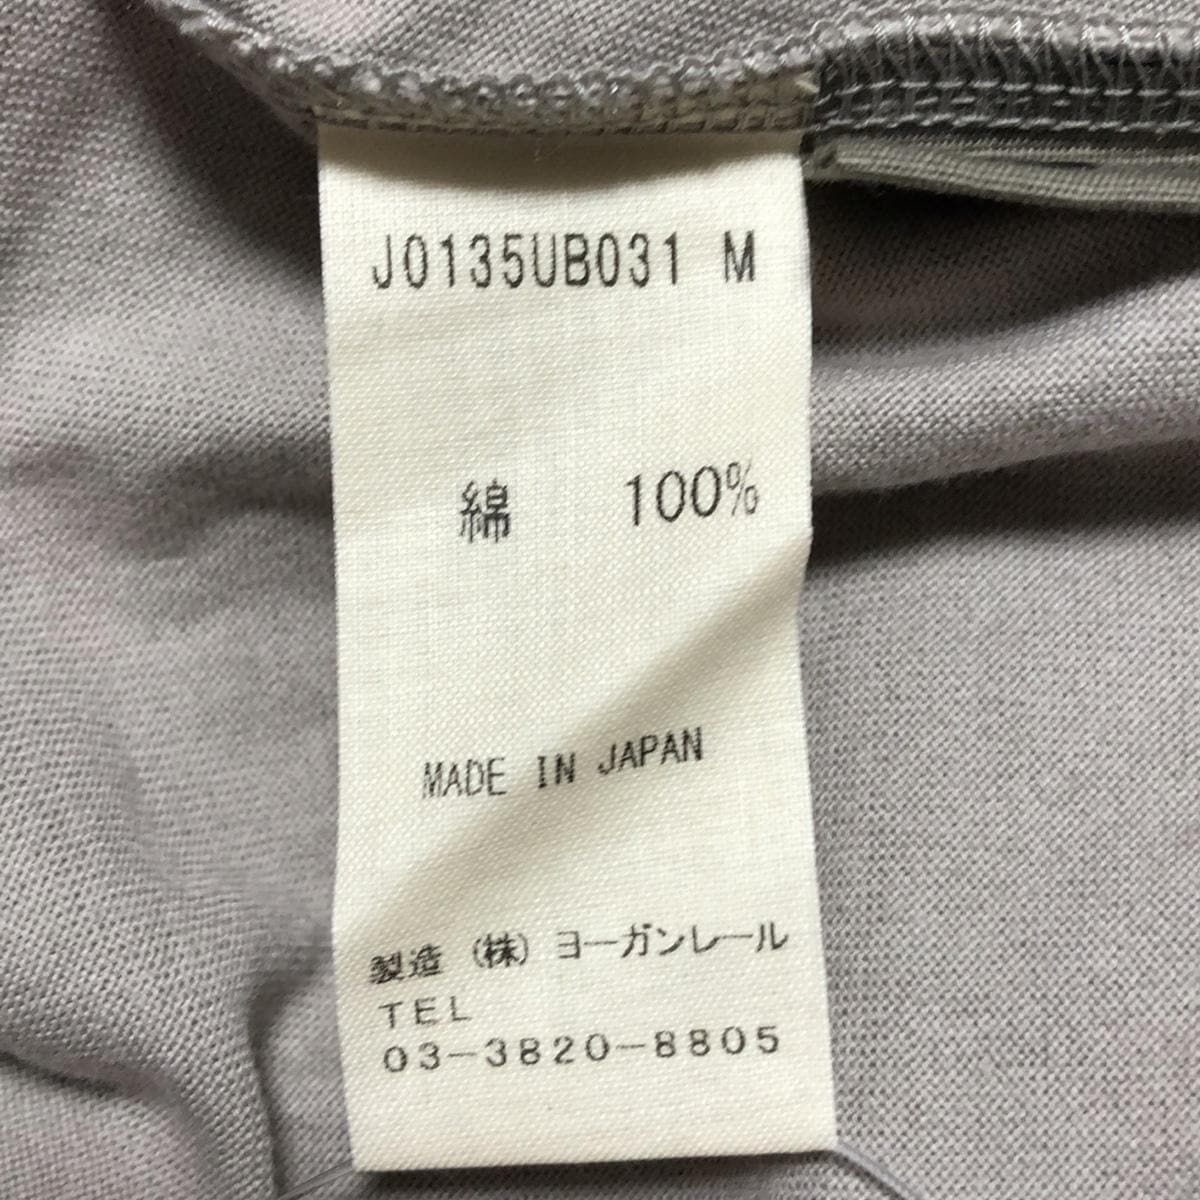 J0135UB031 M
綿 100%
MADE IN JAPAN
製造 (株) ヨーガンレール
TEL
03-3820-8805